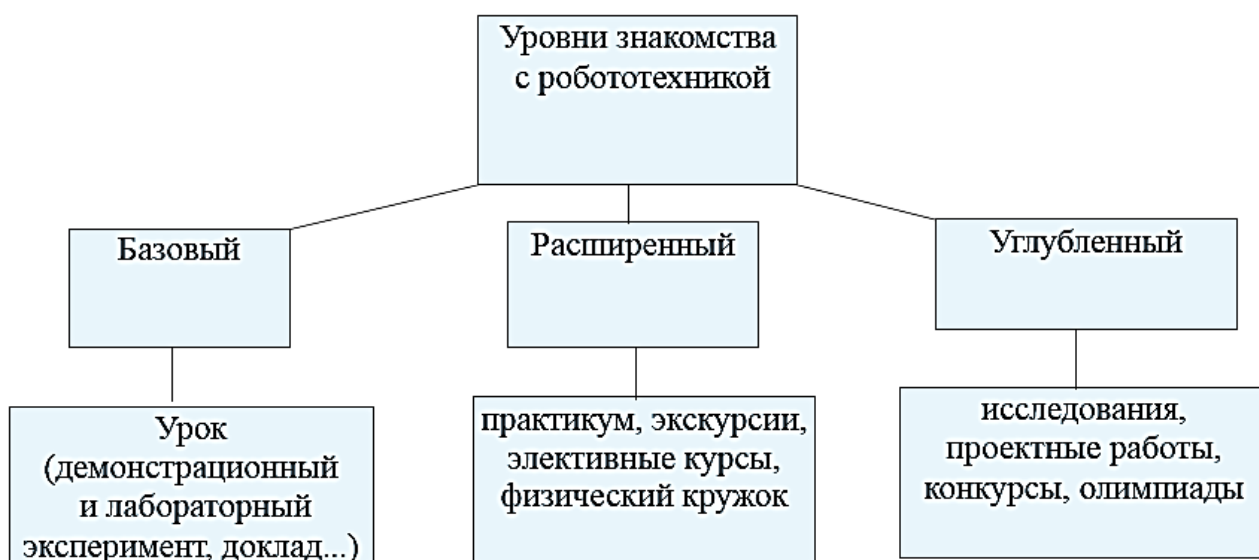 Уровни знакомства
с робототехникой
Базовый
Расширенный
Углубленный
Урок
(демонстрационный
и лабораторный
эксперимент, доклад...)
практикум, экскурсии,
элективные курсы,
физический кружок
исследования,
проектные работы,
конкурсы, олимпиады